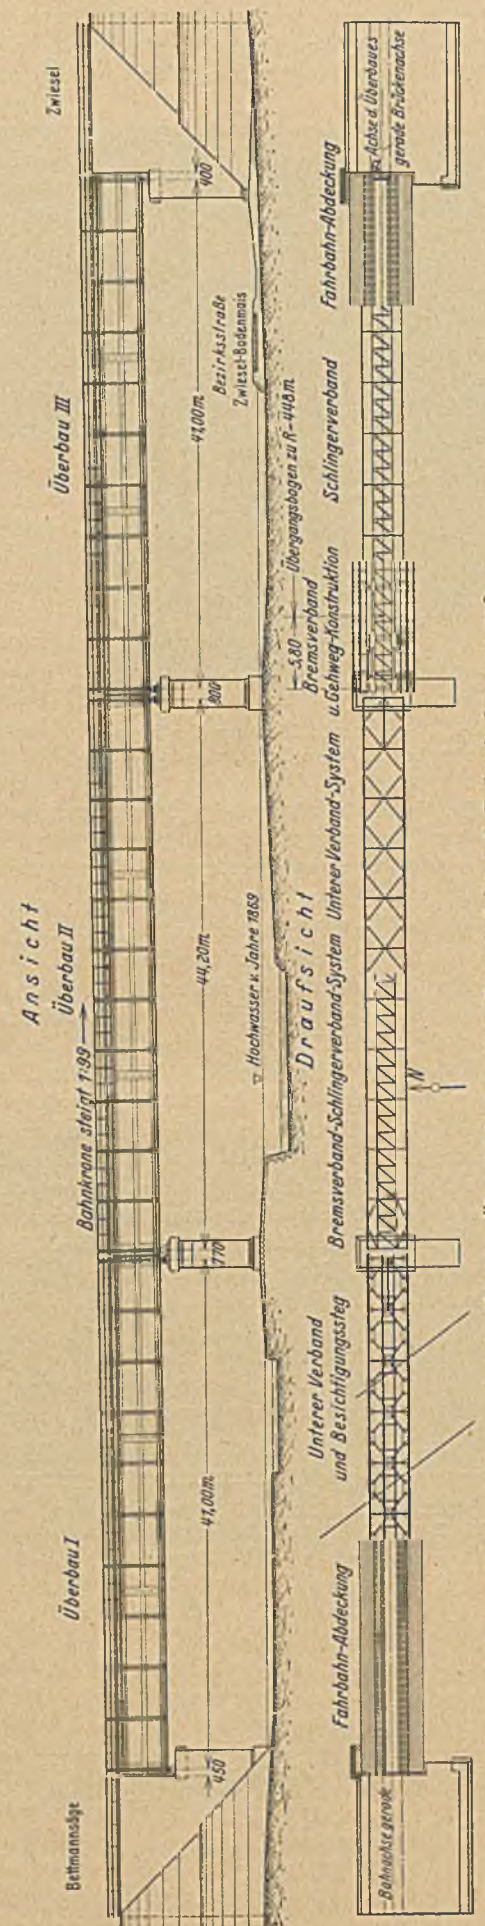 Ansicht
Bettmannsäge
Überbau I
Bahnkrone steigt 1:99
Überbau II
Überbau III
Zwiesel
450
41,00m
770
44,20m
800
41,00m
400
Hochwasser v. Jahre 1869
Bezirksstraße
Zwiesel-Bodenmais
5,80
Übergangsbogen zu R=448m
Draufsicht
Fahrbahn-Abdeckung
Unterer Verband
und Besichtigungssteg
Bremsverband-Schlingerverband-System
Unterer Verband-System
Bremsverband
u. Gehweg-Konstruktion
Schlingerverband
Fahrbahn-Abdeckung
Bahnachse gerade
N
Achse d. Überbaues
gerade Brückenachse